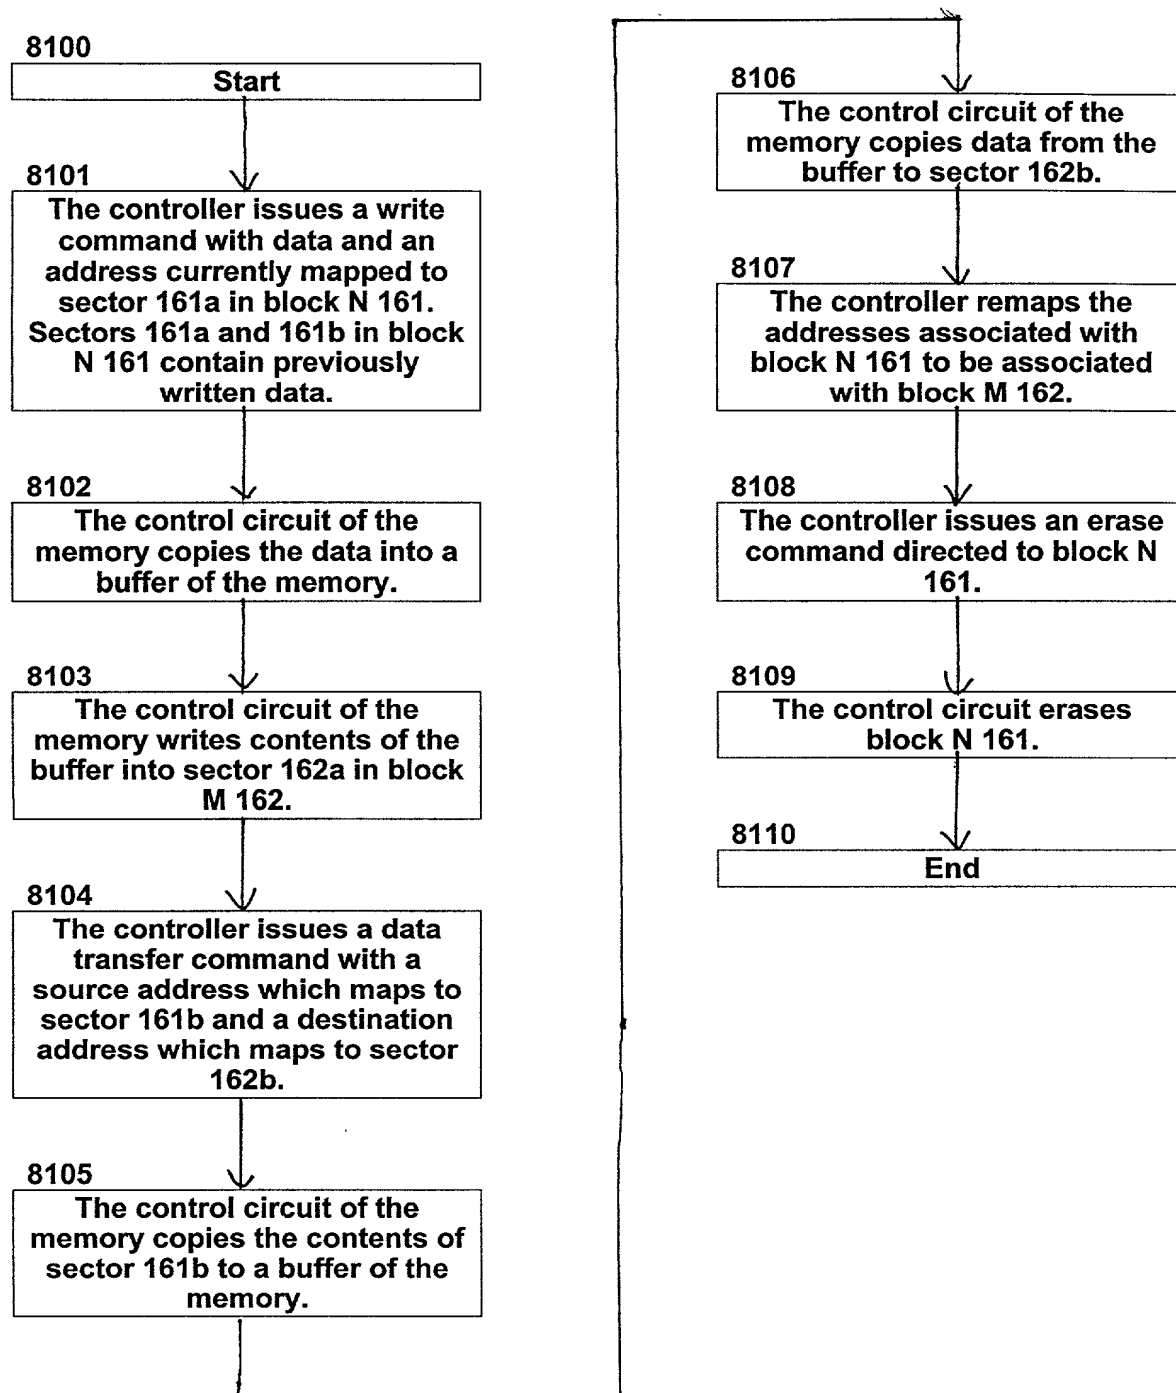 8100
Start
8101
The controller issues a write
command with data and an
address currently mapped to
sector 161a in block N 161.
Sectors 161a and 161b in block
N 161 contain previously
written data.
8102
The control circuit of the
memory copies the data into a
buffer of the memory.
8103
The control circuit of the
memory writes contents of the
buffer into sector 162a in block
M 162.
8104
The controller issues a data
transfer command with a
source address which maps to
sector 161b and a destination
address which maps to sector
162b.
8105
The control circuit of the
memory copies the contents of
sector 161b to a buffer of the
memory.
8106
The control circuit of the
memory copies data from the
buffer to sector 162b.
8107
The controller remaps the
addresses associated with
block N 161 to be associated
with block M 162.
8108
The controller issues an erase
command directed to block N
161.
8109
The control circuit erases
block N 161.
8110
End